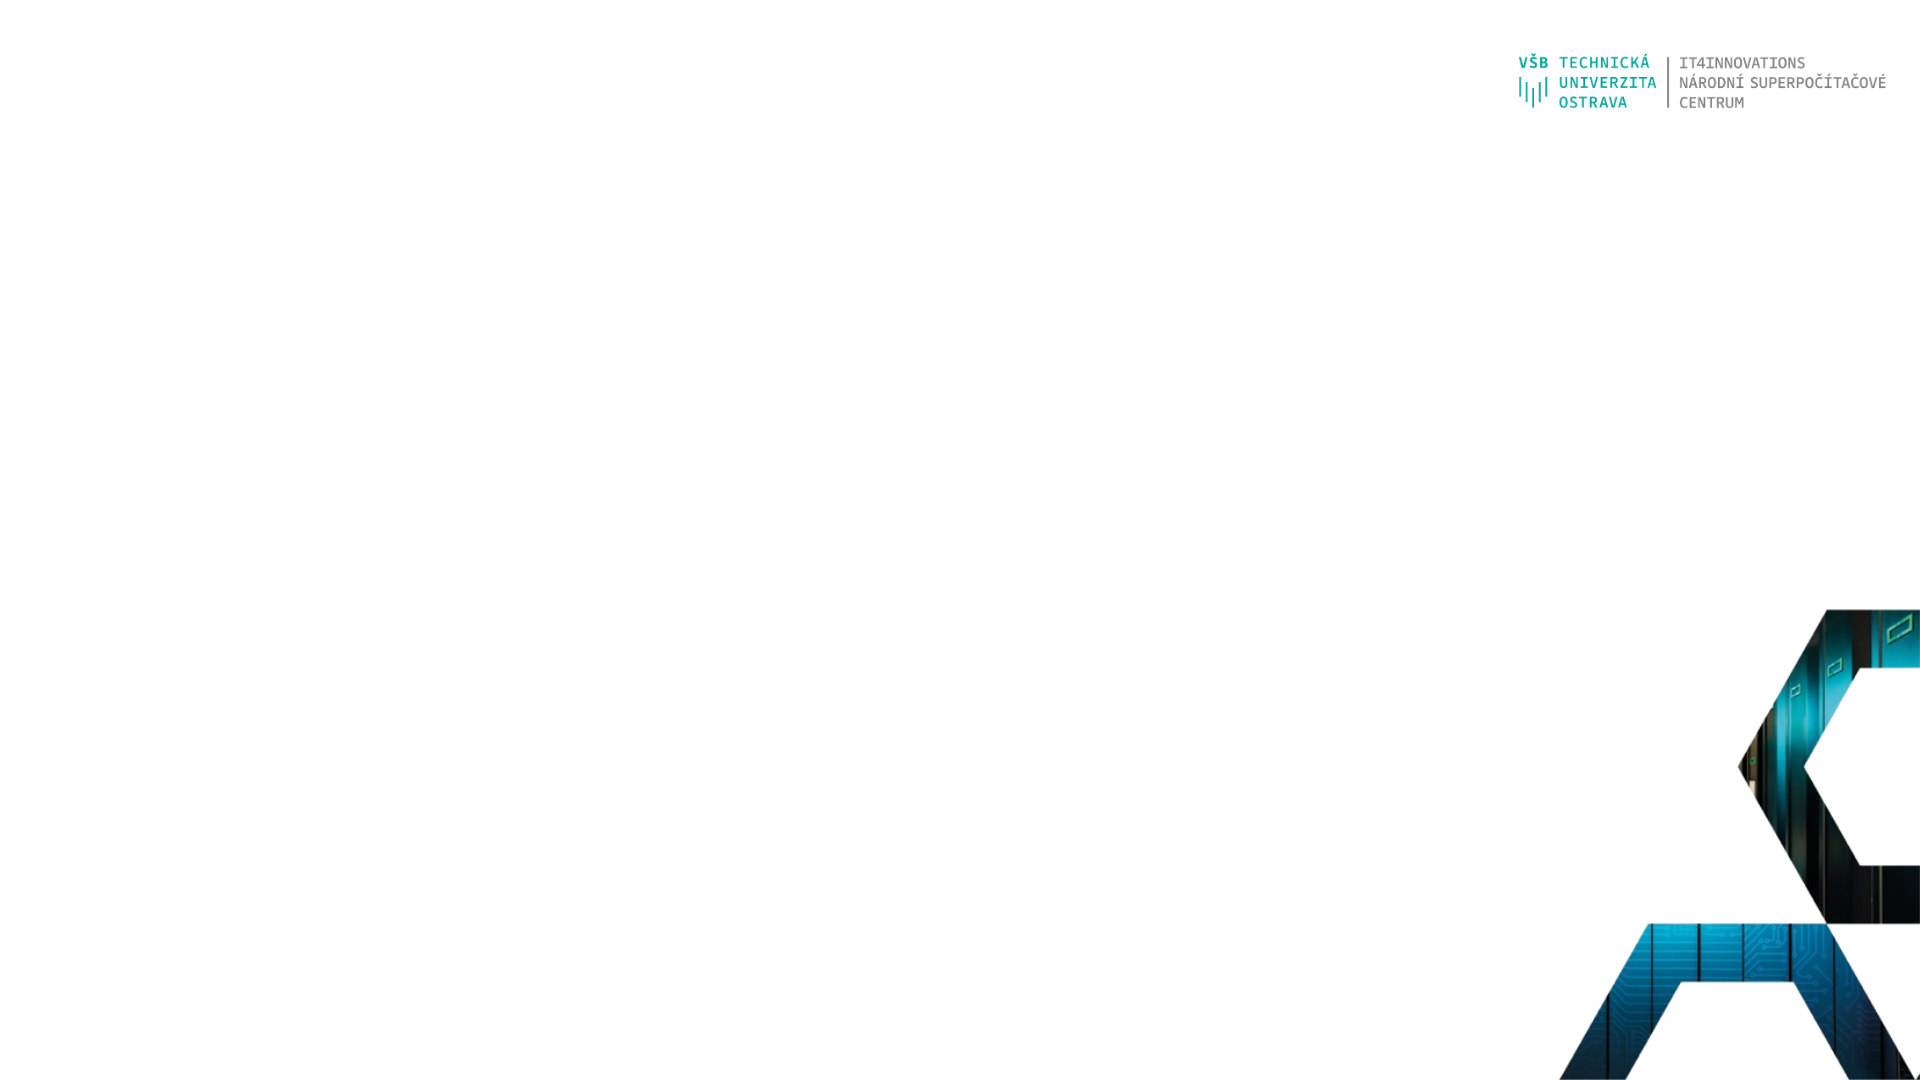 VŠB TECHNICKÁ
UNIVERZITA
OSTRAVA
IT4INNOVATIONS
NÁRODNÍ SUPERPOČÍTAČOVÉ
CENTRUM